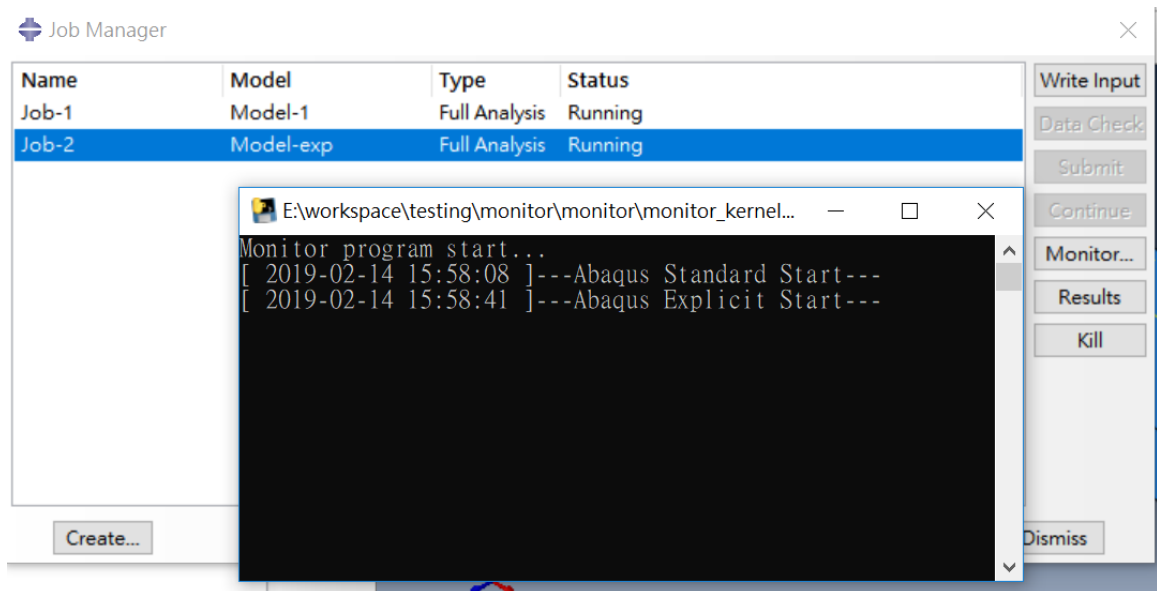 Job Manager
Name Model Type Status
Job-1 Model-1 Full Analysis Running
Job-2 Model-exp Full Analysis Running
Write Input
Data Check
Submit
Continue
Monitor...
Results
Kill
E:\workspace\testing\monitor\monitor\monitor_kernel...
Monitor program start...
[ 2019-02-14 15:58:08 ]---Abaqus Standard Start---
[ 2019-02-14 15:58:41 ]---Abaqus Explicit Start---
Create...
Dismiss